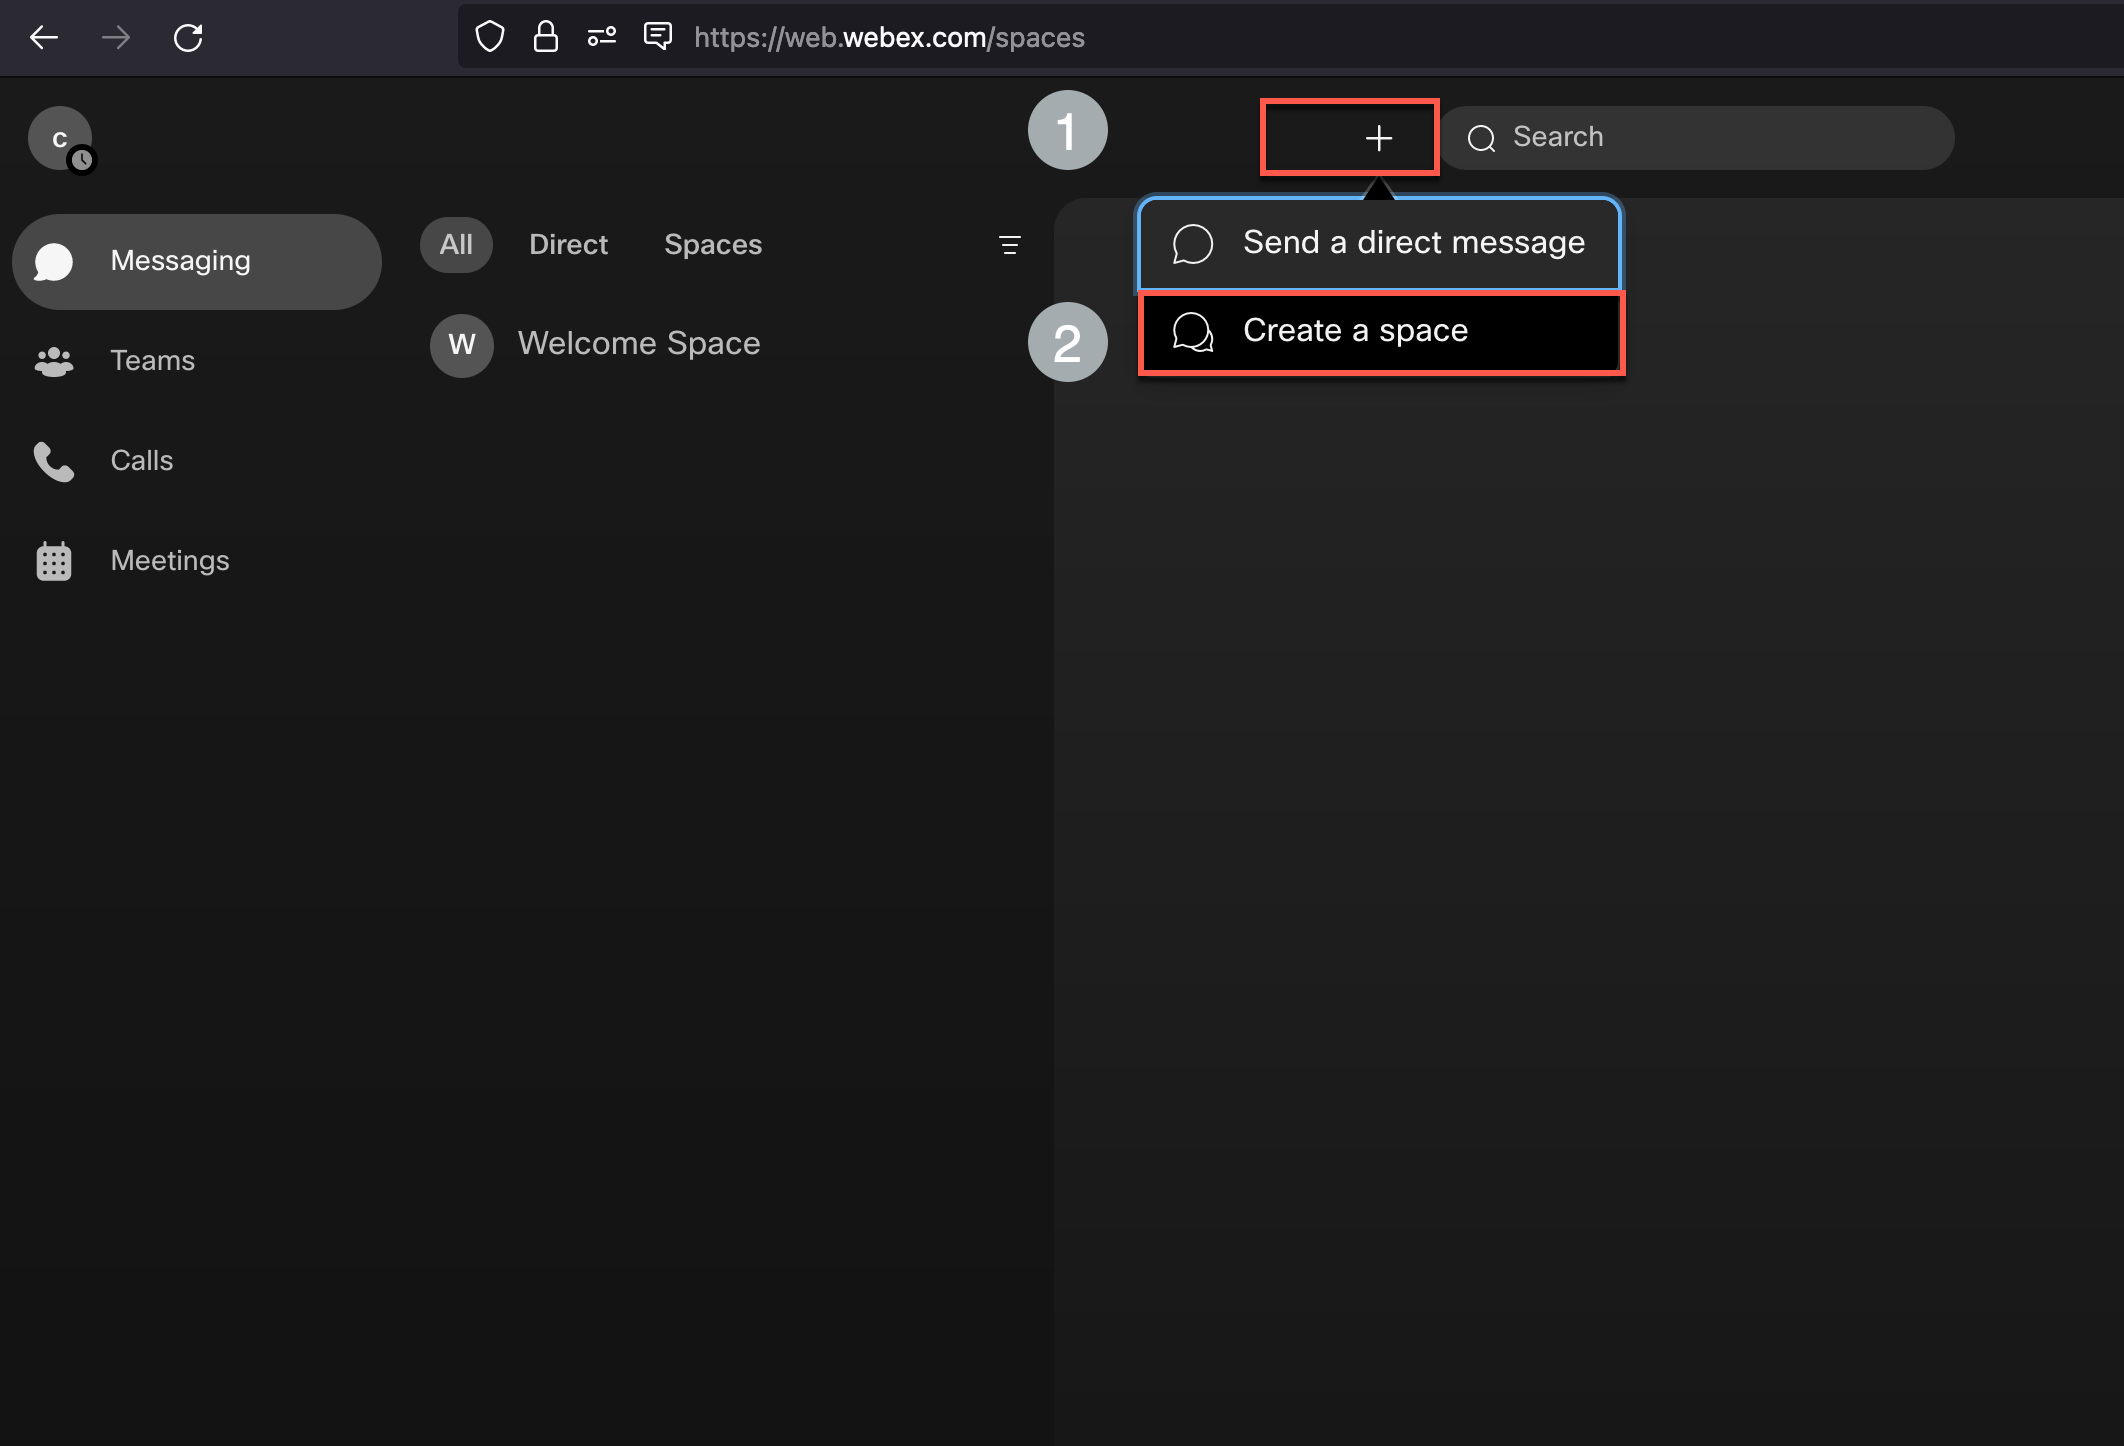 https://web.webex.com/spaces
c
1
Search
Messaging
All
Direct
Spaces
Send a direct message
W
Welcome Space
2
Create a space
Teams
Calls
Meetings